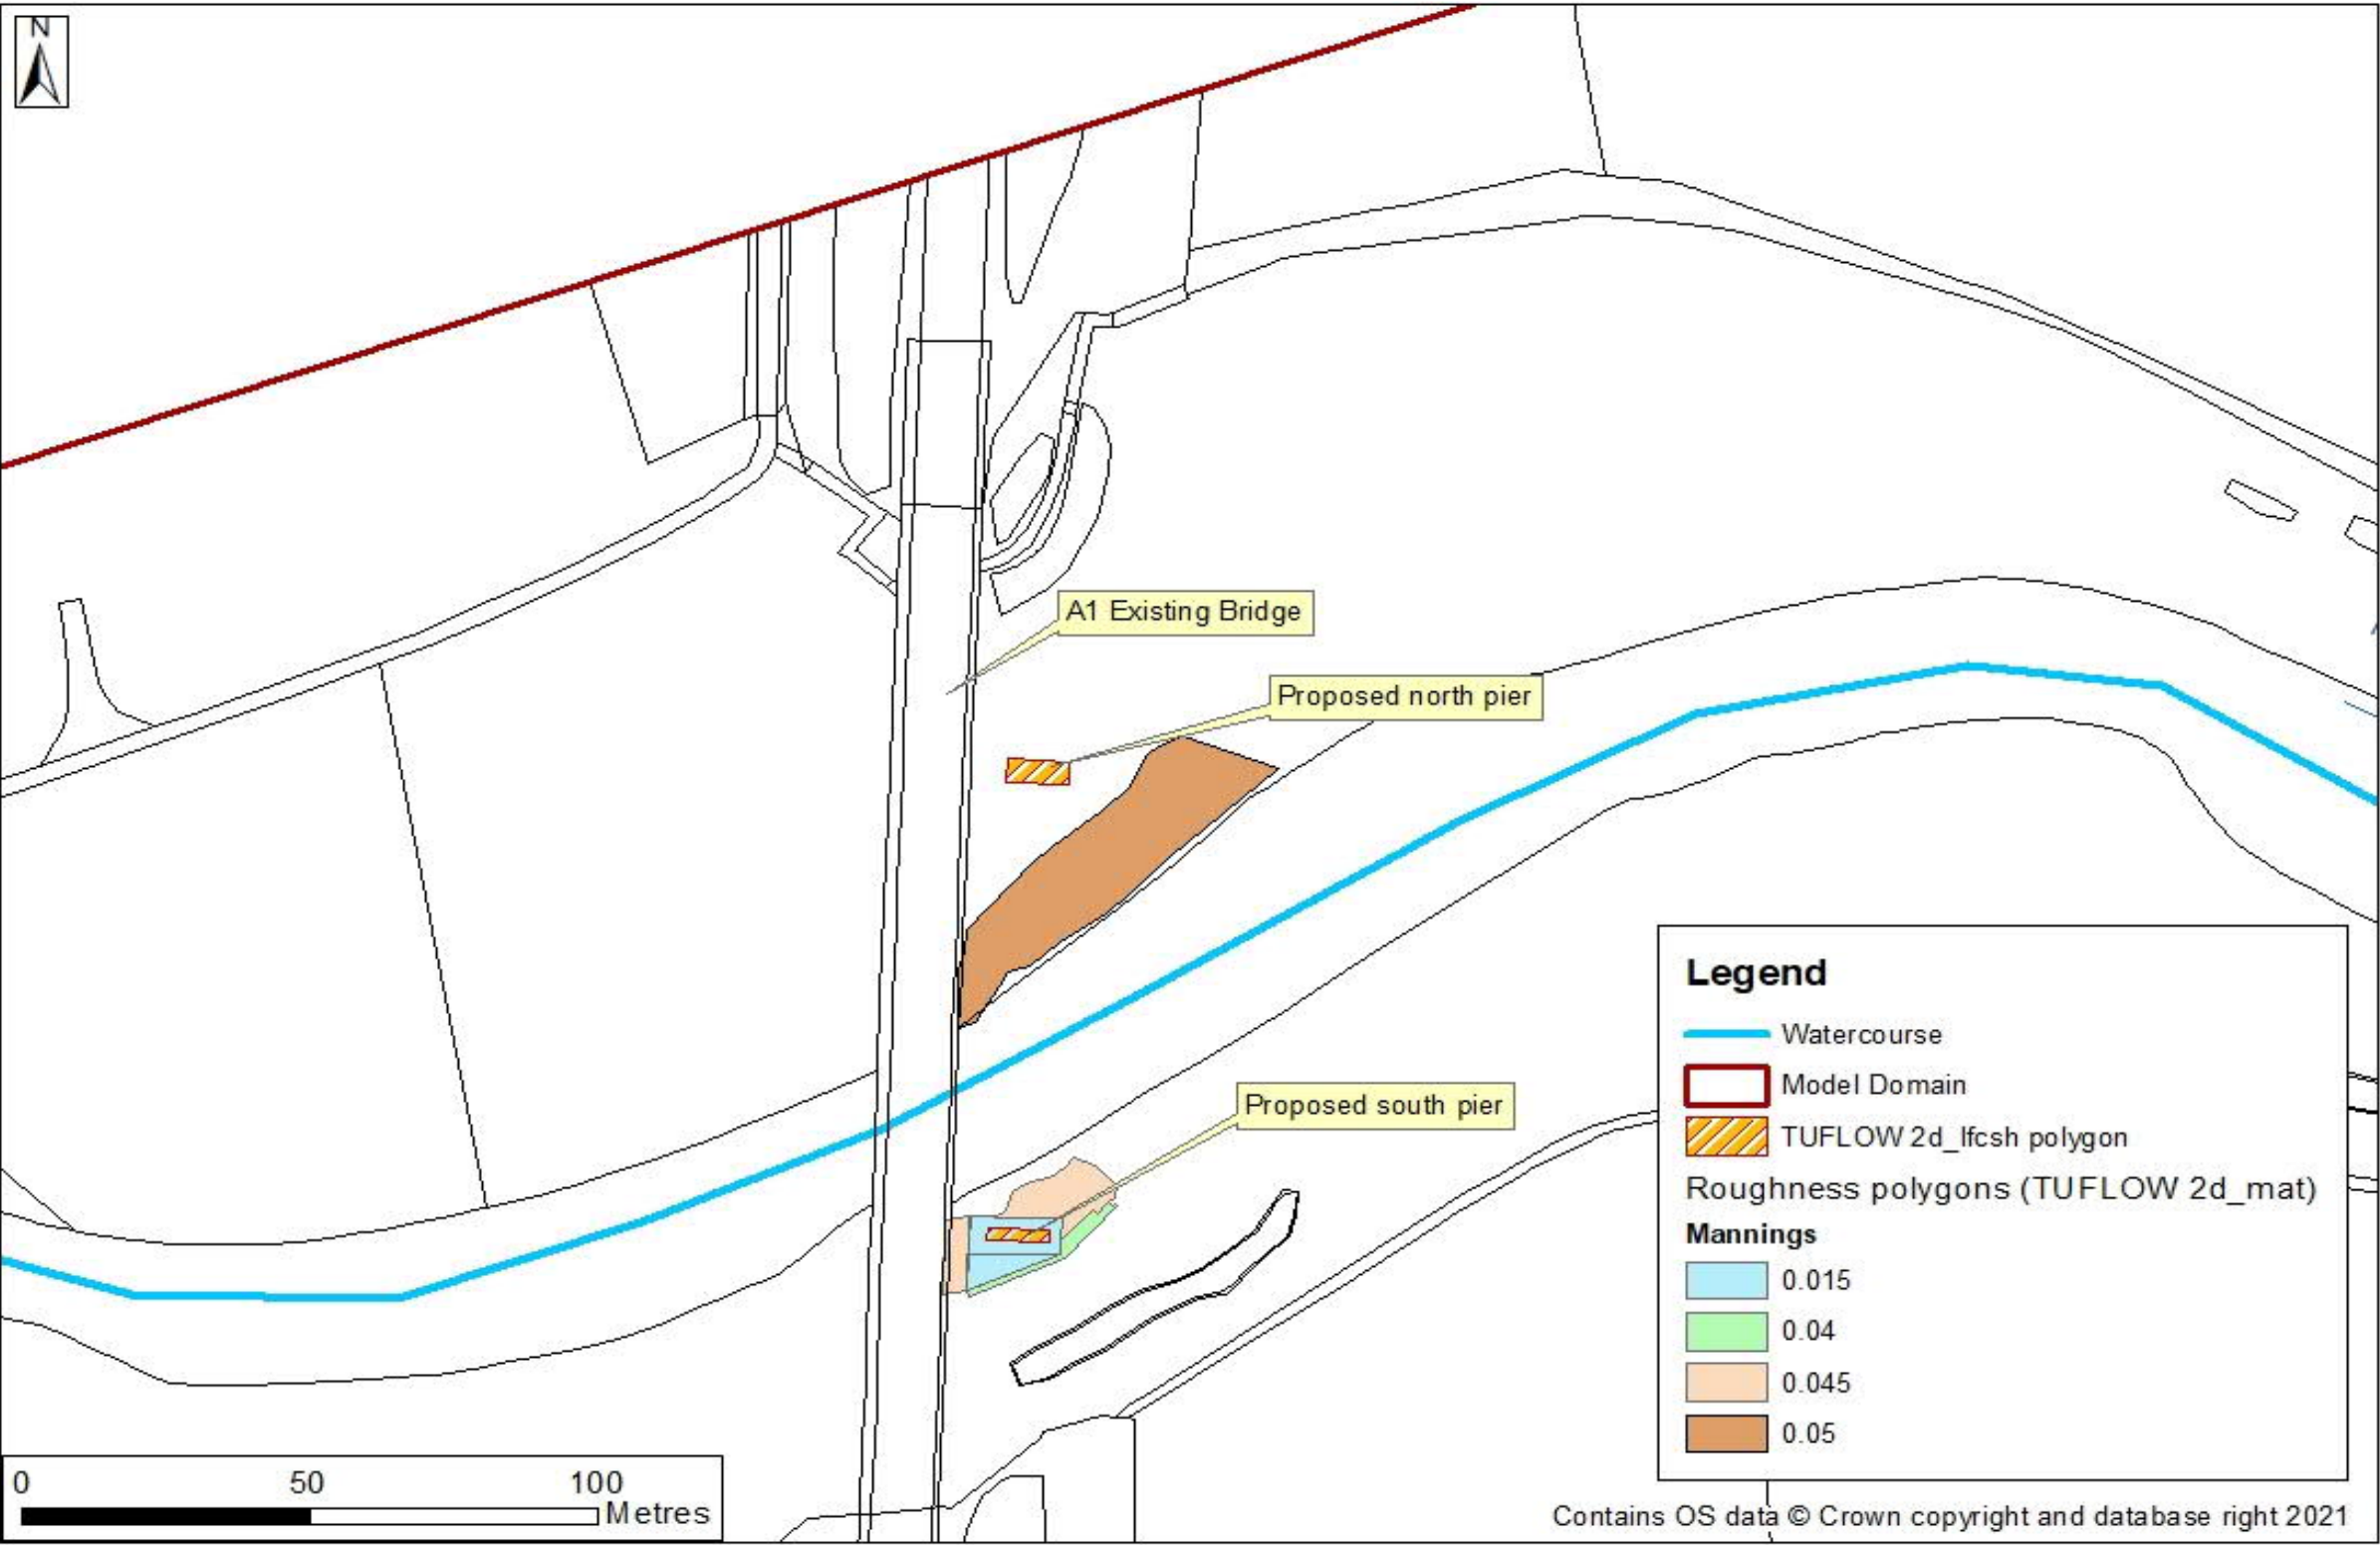 N
A1 Existing Bridge
Proposed north pier
Proposed south pier
Legend
Watercourse
Model Domain
TUFLOW 2d_lfcsh polygon
Roughness polygons (TUFLOW 2d_mat)
Mannings
0.015
0.04
0.045
0.05
0 50 100
Metres
Contains OS data © Crown copyright and database right 2021